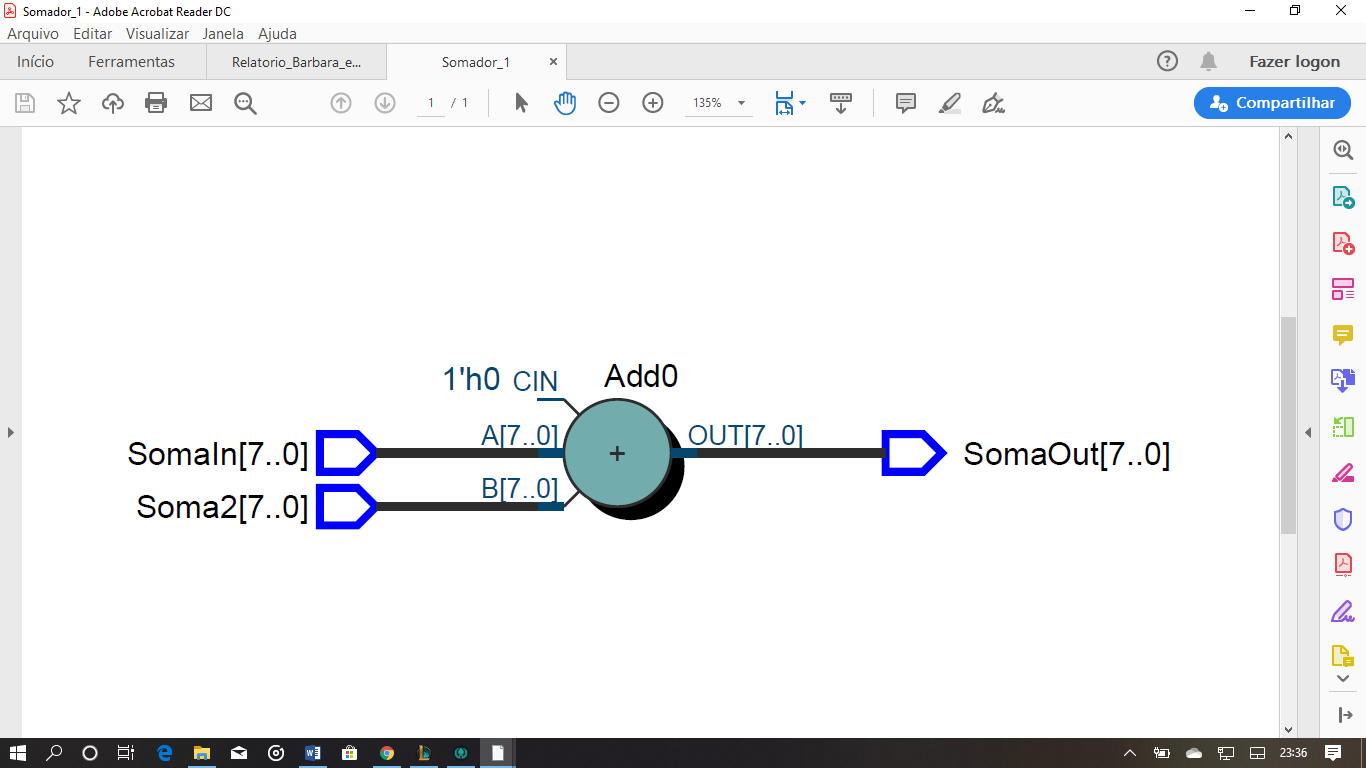 Somador_1 - Adobe Acrobat Reader DC
Arquivo Editar Visualizar Janela Ajuda
Início Ferramentas Relatorio_Barbara_e... Somador_1 × Fazer logon
1 / 1 135% Compartilhar
1'h0 CIN Add0
SomaIn[7..0] A[7..0] + OUT[7..0] SomaOut[7..0]
Soma2[7..0] B[7..0]
23:36